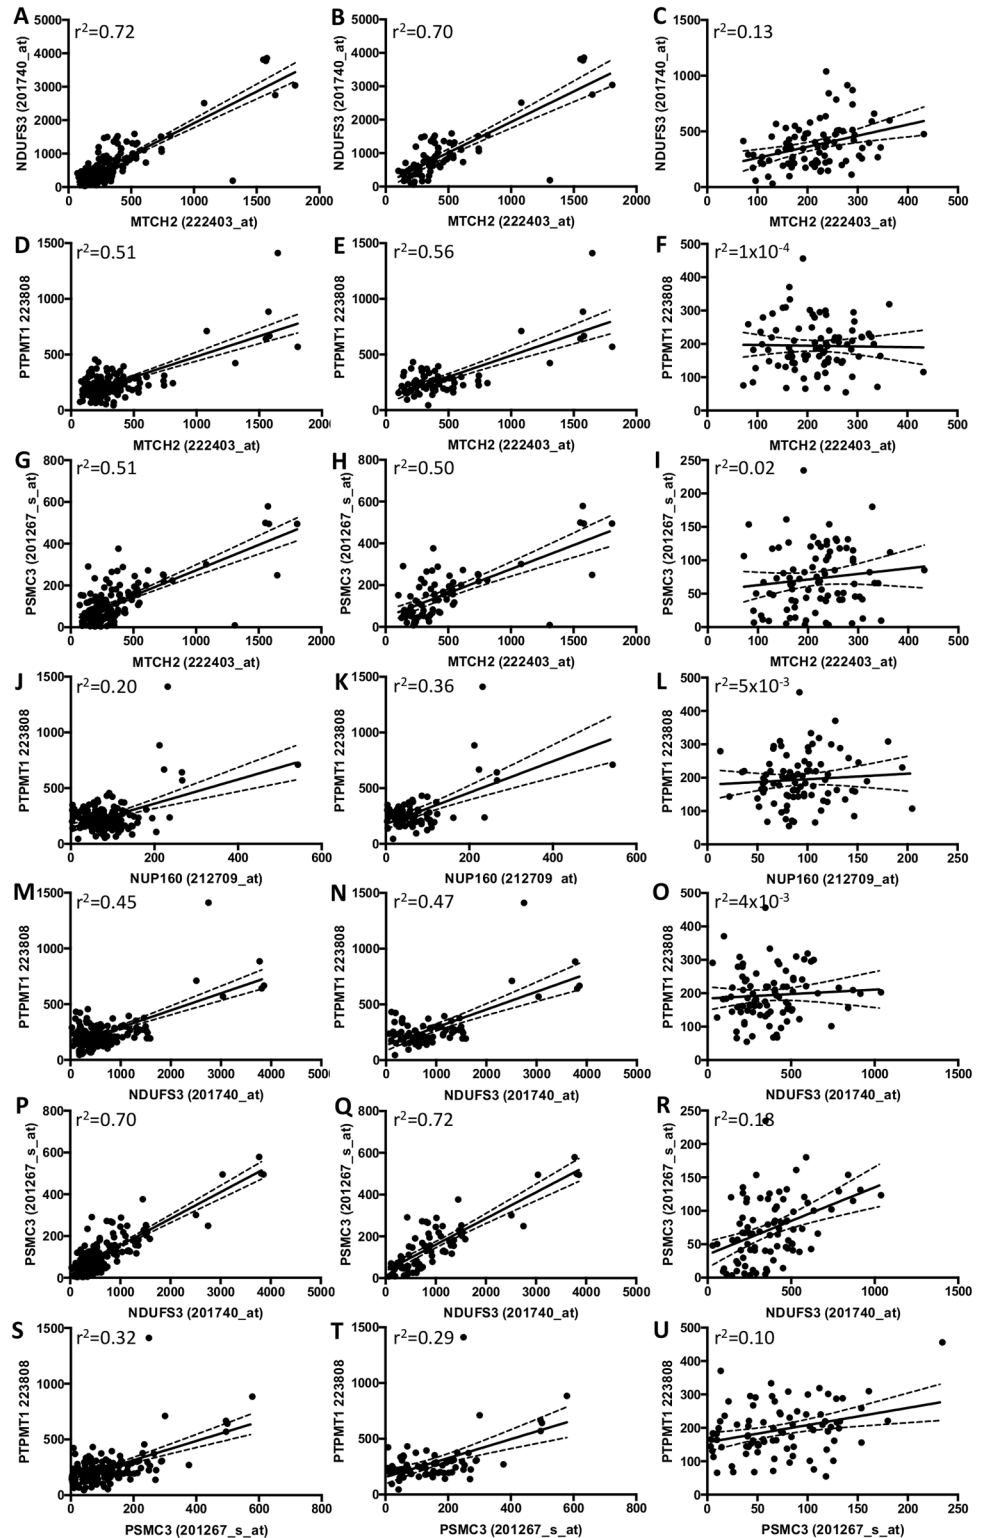 A
r²=0.72
NDUFS3 (201740_at)
5000
4000
3000
2000
1000
0
0 500 1000 1500 2000
MTCH2 (222403_at)
B
r²=0.70
NDUFS3 (201740_at)
5000
4000
3000
2000
1000
0
0 500 1000 1500 2000
MTCH2 (222403_at)
C
r²=0.13
NDUFS3 (201740_at)
1500
1000
500
0
0 100 200 300 400 500
MTCH2 (222403_at)
D
r²=0.51
PTPMT1 223808
1500
1000
500
0
0 500 1000 1500 200
MTCH2 (222403_at)
E
r²=0.56
PTPMT1 223808
1500
1000
500
0
0 500 1000 1500 2000
MTCH2 (222403_at)
F
r²=1x10⁻⁴
PTPMT1 223808
500
400
300
200
100
0
0 100 200 300 400 500
MTCH2 (222403_at)
G
r²=0.51
PSMC3 (201267_s_at)
800
600
400
200
0
0 500 1000 1500 2000
MTCH2 (222403_at)
H
r²=0.50
PSMC3 (201267_s_at)
800
600
400
200
0
0 500 1000 1500 2000
MTCH2 (222403_at)
I
r²=0.02
PSMC3 (201267_s_at)
250
200
150
100
50
0
0 100 200 300 400 500
MTCH2 (222403_at)
J
r²=0.20
PTPMT1 223808
1500
1000
500
0
0 200 400 600
NUP160 (212709_at)
K
r²=0.36
PTPMT1 223808
1500
1000
500
0
0 200 400 600
NUP160 (212709 at)
L
r²=5x10⁻³
PTPMT1 223808
500
400
300
200
100
0
0 50 100 150 200 250
NUP160 (212709_at)
M
r²=0.45
PTPMT1 223808
1500
1000
500
0
0 1000 2000 3000 4000 500
NDUFS3 (201740_at)
N
r²=0.47
PTPMT1 223808
1500
1000
500
0
0 1000 2000 3000 4000 5000
NDUFS3 (201740_at)
O
r²=4x10⁻³
PTPMT1 223808
500
400
300
200
100
0
0 500 1000 1500
NDUFS3 (201740_at)
P
r²=0.70
PSMC3 (201267_s_at)
800
600
400
200
0
0 1000 2000 3000 4000 5000
NDUFS3 (201740_at)
Q
r²=0.72
PSMC3 (201267_s_at)
800
600
400
200
0
0 1000 2000 3000 4000 5000
NDUFS3 (201740_at)
R
r²=0.18
PSMC3 (201267_s_at)
250
200
150
100
50
0
0 500 1000 1500
NDUFS3 (201740_at)
S
r²=0.32
PTPMT1 223808
1500
1000
500
0
0 200 400 600 800
PSMC3 (201267_s_at)
T
r²=0.29
PTPMT1 223808
1500
1000
500
0
0 200 400 600 800
PSMC3 (201267_s_at)
U
r²=0.10
PTPMT1 223808
500
400
300
200
100
0
0 50 100 150 200 250
PSMC3 (201267_s_at)